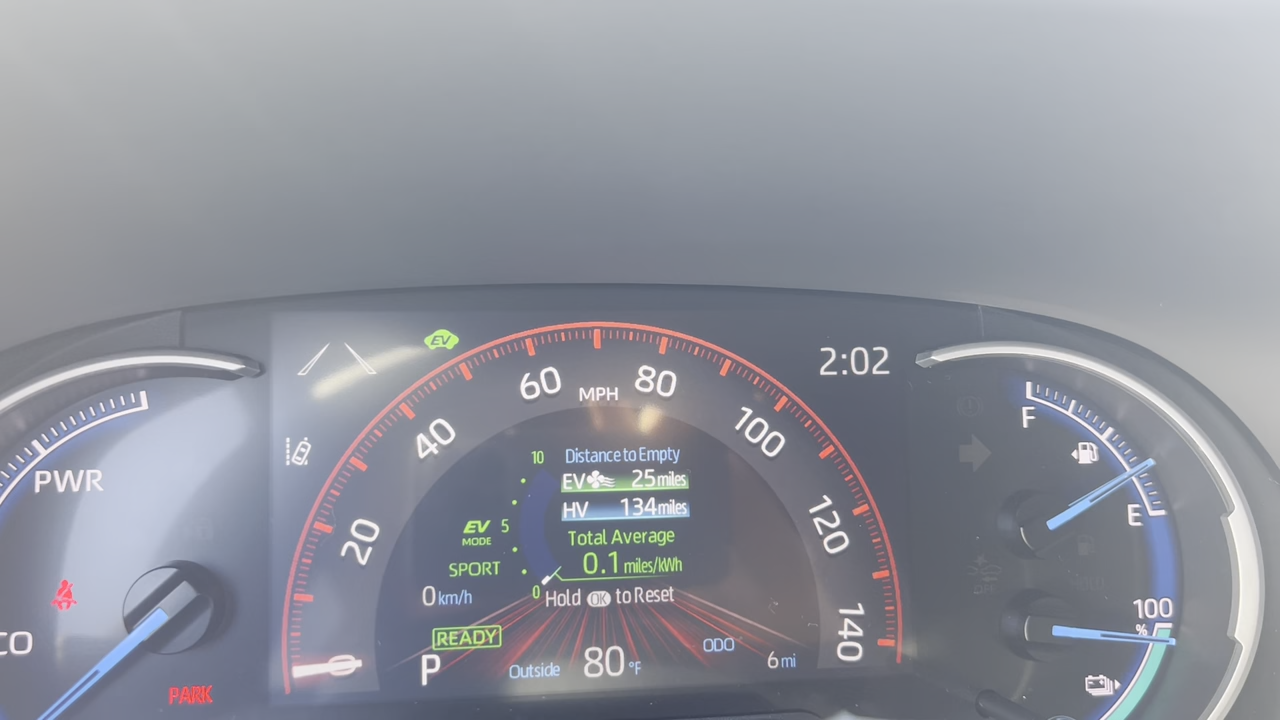 EV
2:02
60
MPH
80
F
40
100
PWR
10
Distance to Empty
EV 25 miles
HV 134 miles
E
20
EV
MODE
5
Total Average
0.1 miles/kWh
120
SPORT
0 km/h
0
Hold OK to Reset
100
%
CO
READY
ODO
140
P
Outside 80 °F
6 mi
PARK